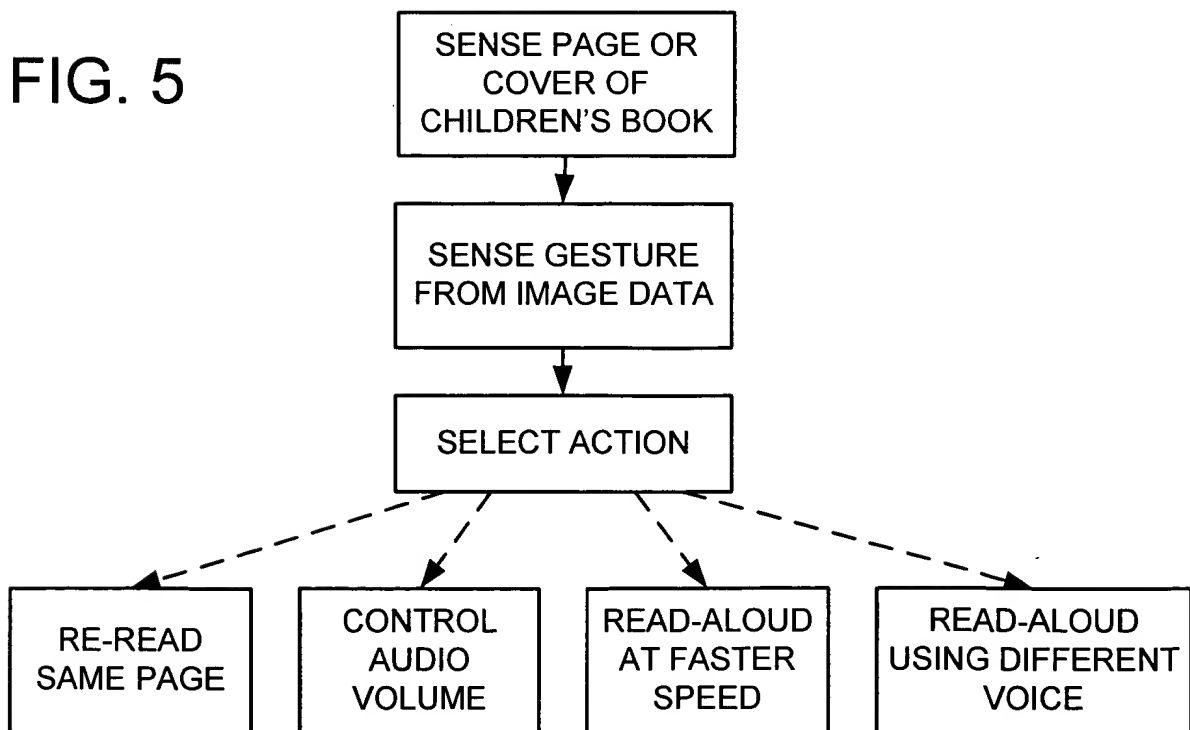 FIG. 5
SENSE PAGE OR
COVER OF
CHILDREN'S BOOK
SENSE GESTURE
FROM IMAGE DATA
SELECT ACTION
RE-READ
SAME PAGE
CONTROL
AUDIO
VOLUME
READ-ALOUD
AT FASTER
SPEED
READ-ALOUD
USING DIFFERENT
VOICE